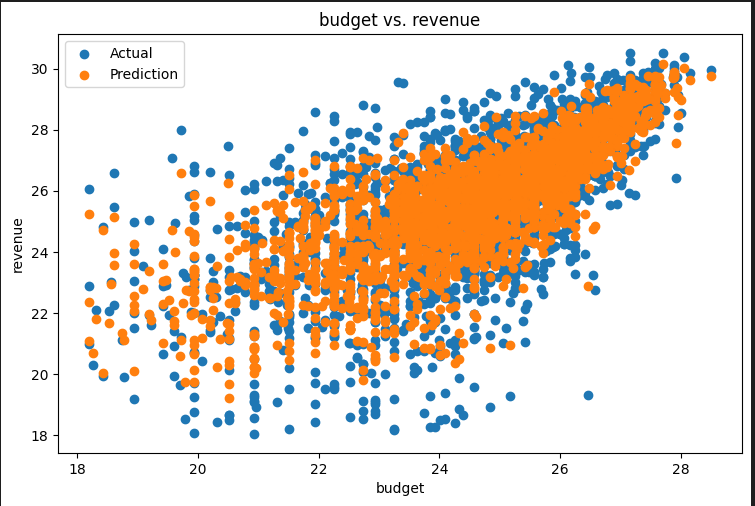 budget vs. revenue
Actual
Prediction
30
28
26
24
22
20
18
revenue
18 20 22 24 26 28
budget